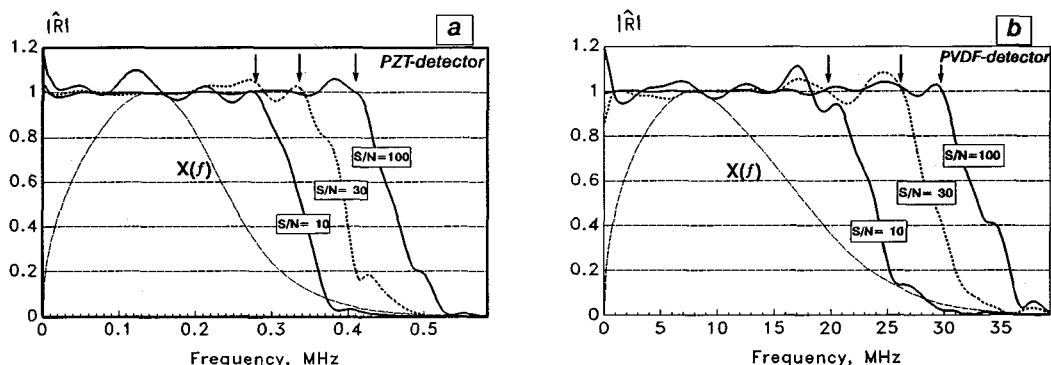 |R̂|
a
PZT-detector
1.2
1
0.8
0.6
0.4
0.2
0
X(f)
S/N=100
S/N= 30
S/N= 10
0 0.1 0.2 0.3 0.4 0.5
Frequency, MHz
|R̂|
b
PVDF-detector
1.2
1
0.8
0.6
0.4
0.2
0
X(f)
S/N=100
S/N= 30
S/N= 10
0 5 10 15 20 25 30 35
Frequency, MHz